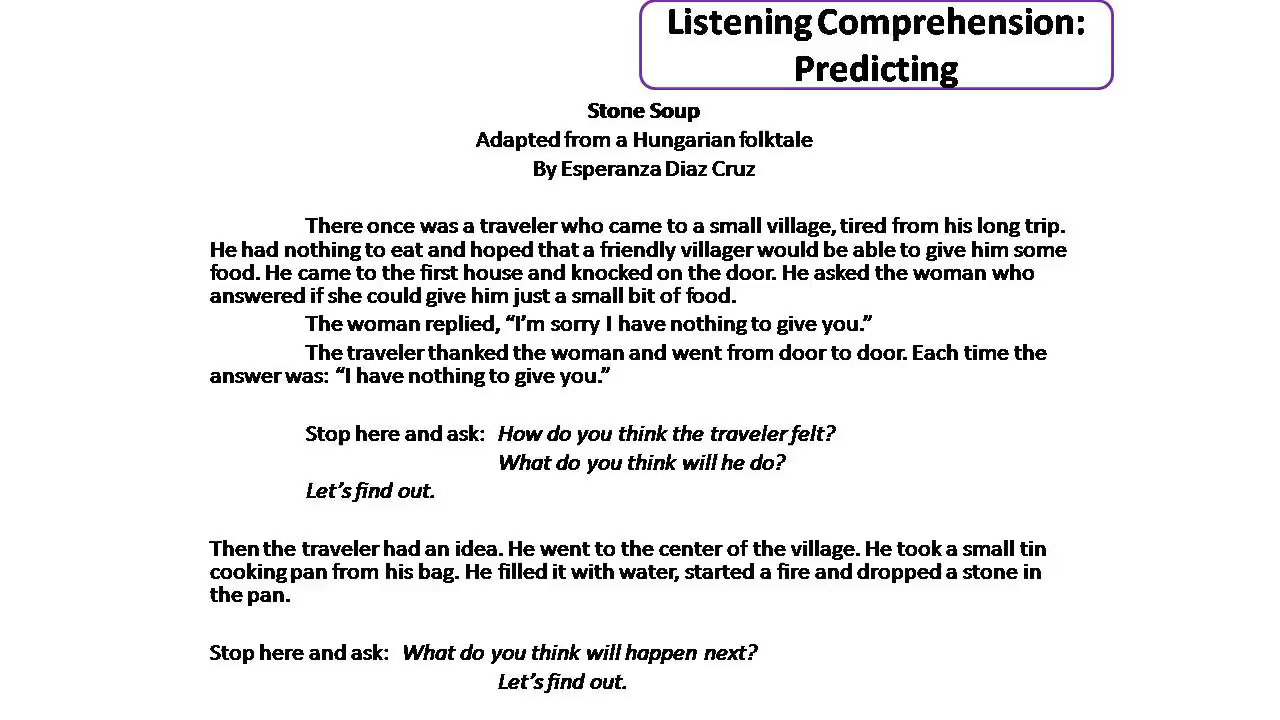 Listening Comprehension:
Predicting
Stone Soup
Adapted from a Hungarian folktale
By Esperanza Diaz Cruz
There once was a traveler who came to a small village, tired from his long trip.
He had nothing to eat and hoped that a friendly villager would be able to give him some
food. He came to the first house and knocked on the door. He asked the woman who
answered if she could give him just a small bit of food.
The woman replied, “I’m sorry I have nothing to give you.”
The traveler thanked the woman and went from door to door. Each time the
answer was: “I have nothing to give you.”
Stop here and ask: How do you think the traveler felt?
What do you think will he do?
Let’s find out.
Then the traveler had an idea. He went to the center of the village. He took a small tin
cooking pan from his bag. He filled it with water, started a fire and dropped a stone in
the pan.
Stop here and ask: What do you think will happen next?
Let’s find out.